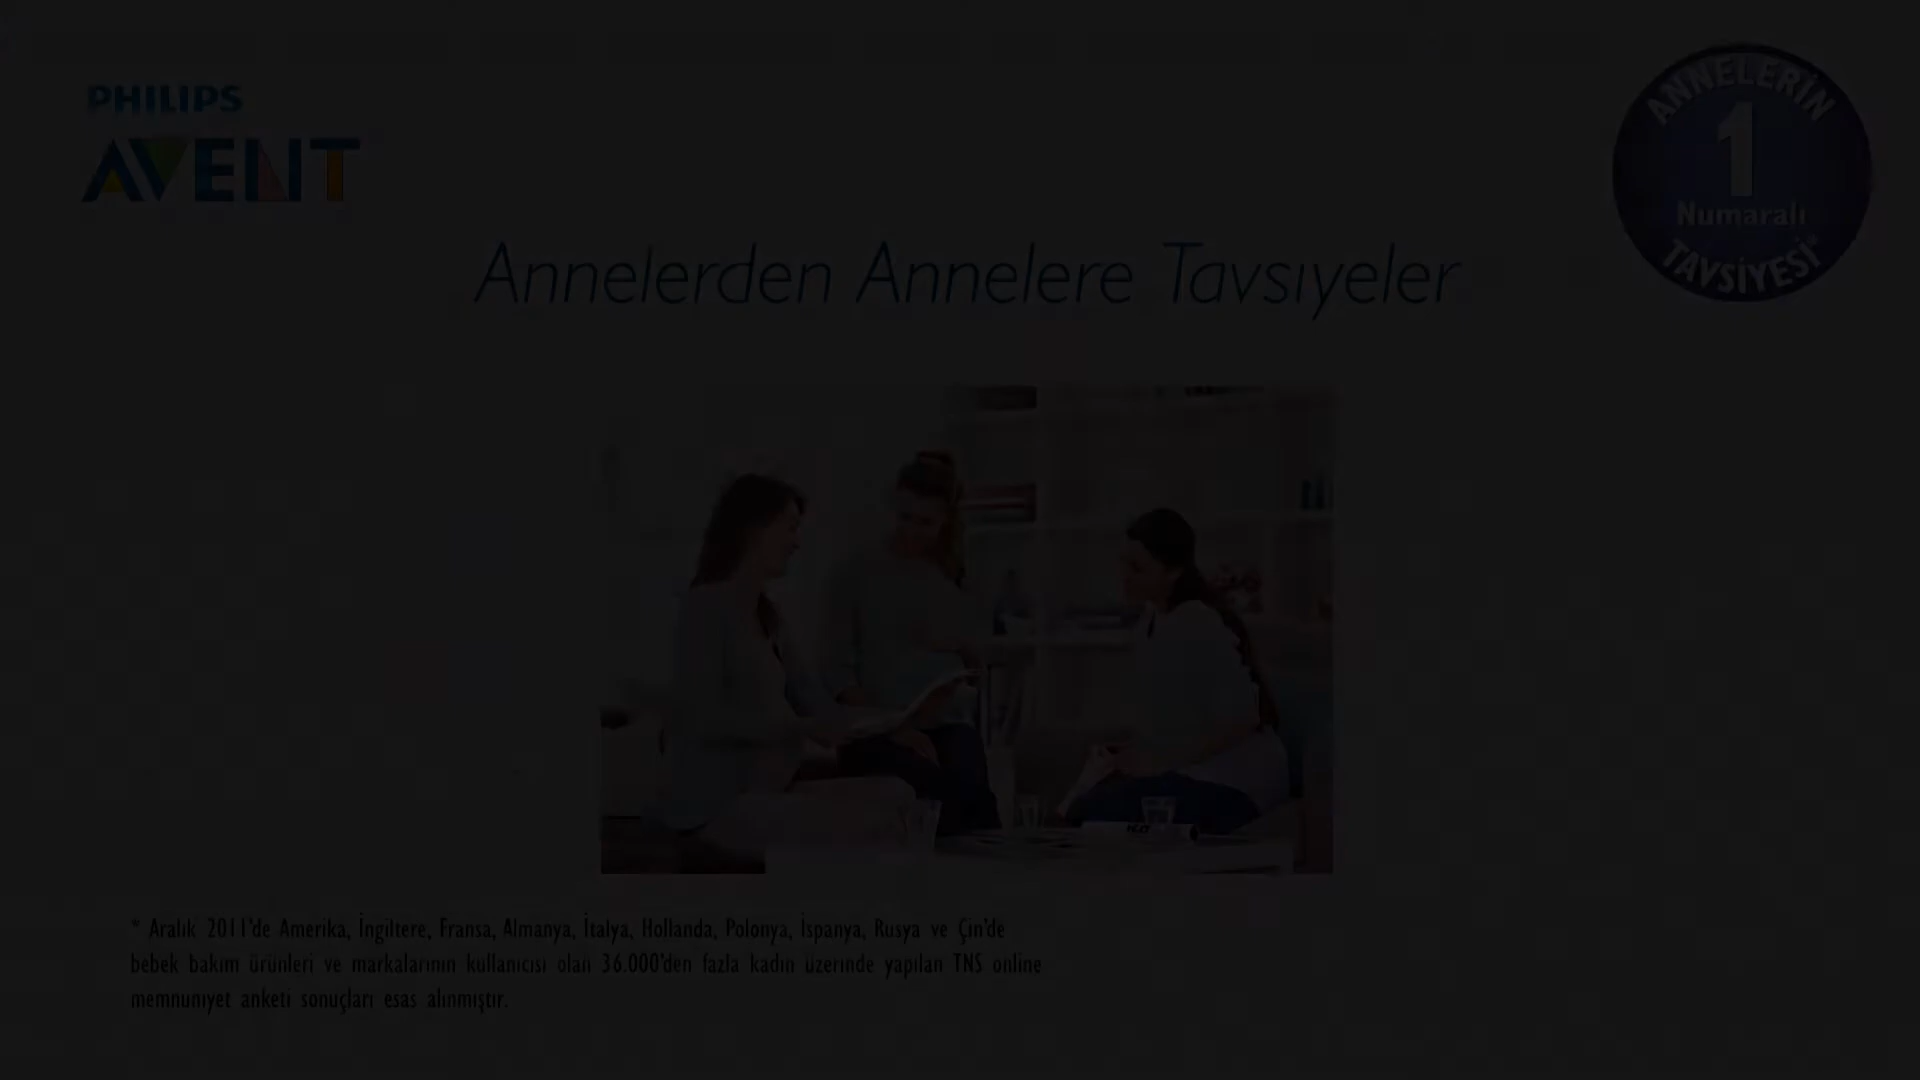 PHILIPS
AVENT
ANNELERİN
1
Numaralı
TAVSİYESİ*
Annelerden Annelere Tavsiyeler
* Aralık 2011'de Amerika, İngiltere, Fransa, Almanya, İtalya, Hollanda, Polonya, İspanya, Rusya ve Çin'de
bebek bakım ürünleri ve markalarının kullanıcısı olan 36.000'den fazla kadın üzerinde yapılan TNS online
memnuniyet anketi sonuçları esas alınmıştır.